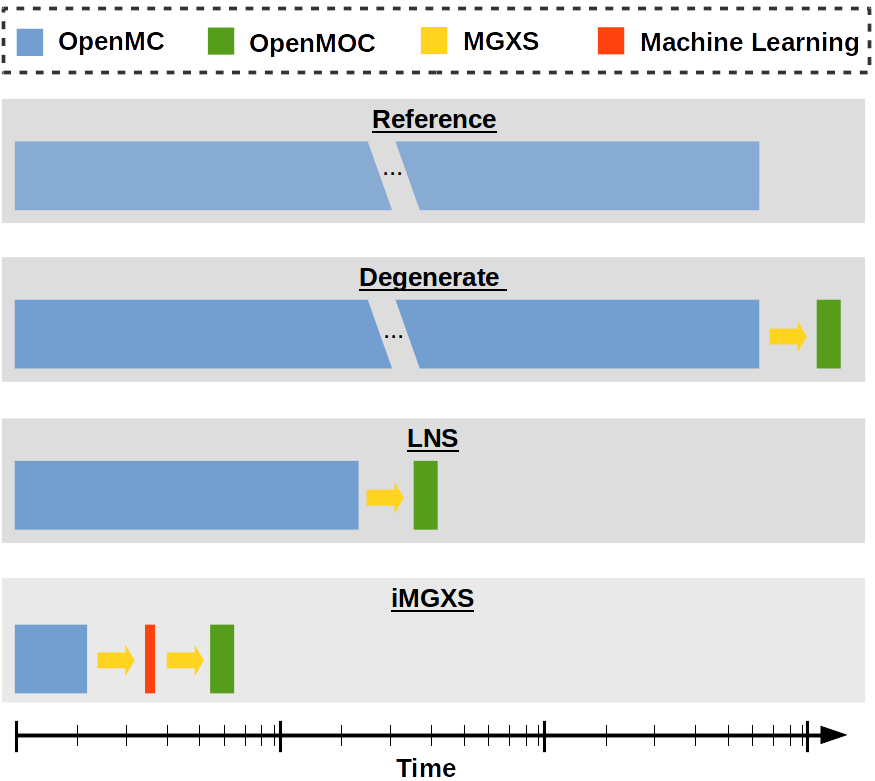 OpenMC OpenMOC MGXS Machine Learning
Reference
...
Degenerate
...
LNS
iMGXS
Time